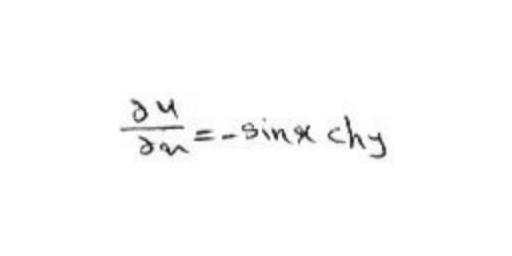 ∂u/∂x = -sinx chy